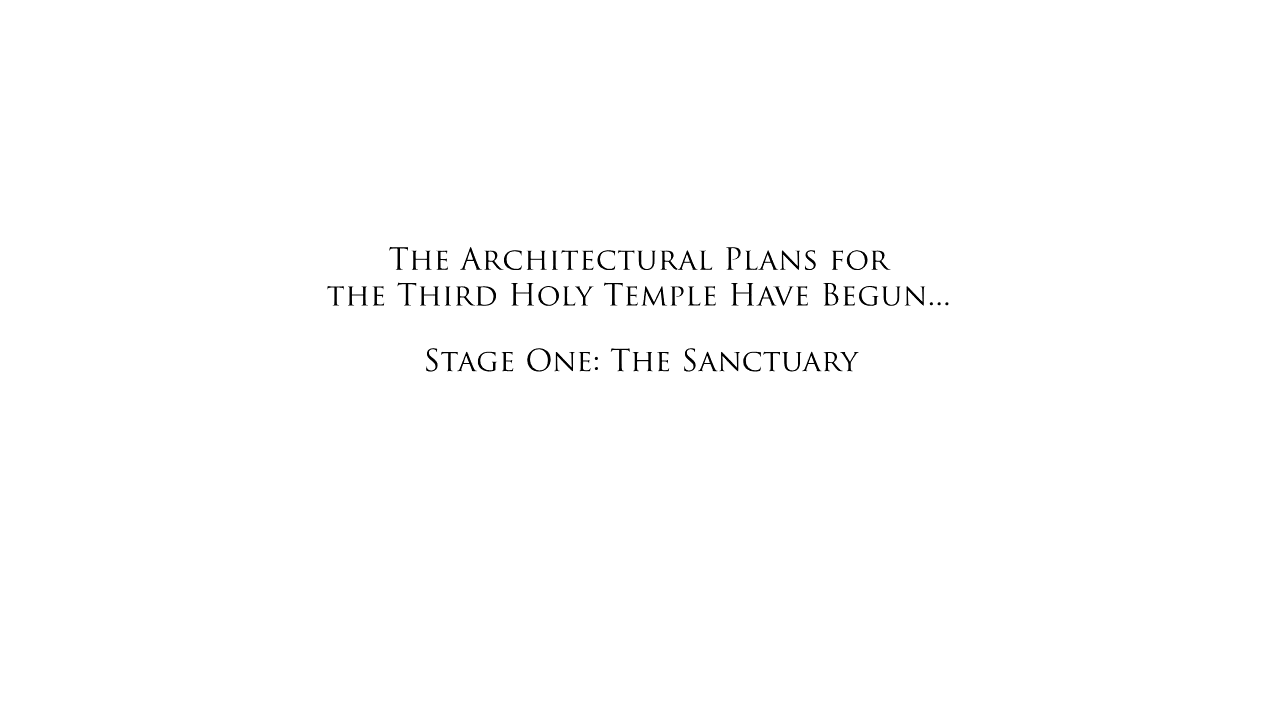 The Architectural Plans for
the Third Holy Temple Have Begun...
Stage One: The Sanctuary